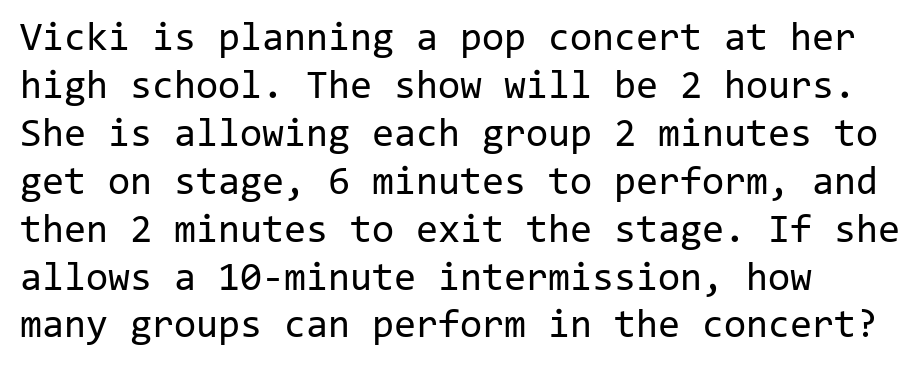 Vicki is planning a pop concert at her
high school. The show will be 2 hours.
She is allowing each group 2 minutes to
get on stage, 6 minutes to perform, and
then 2 minutes to exit the stage. If she
allows a 10-minute intermission, how
many groups can perform in the concert?